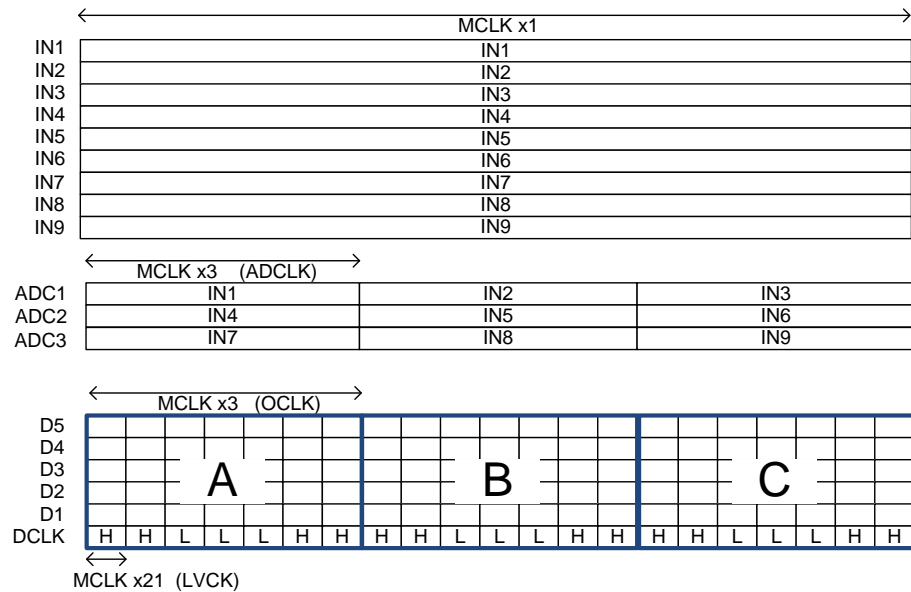 MCLK x1
IN1 IN1
IN2 IN2
IN3 IN3
IN4 IN4
IN5 IN5
IN6 IN6
IN7 IN7
IN8 IN8
IN9 IN9
MCLK x3 (ADCLK)
ADC1 IN1 IN2 IN3
ADC2 IN4 IN5 IN6
ADC3 IN7 IN8 IN9
MCLK x3 (OCLK)
D5
D4
D3
D2
D1
A B C
DCLK H H L L L H H H H L L L H H H H L L L H H
MCLK x21 (LVCK)